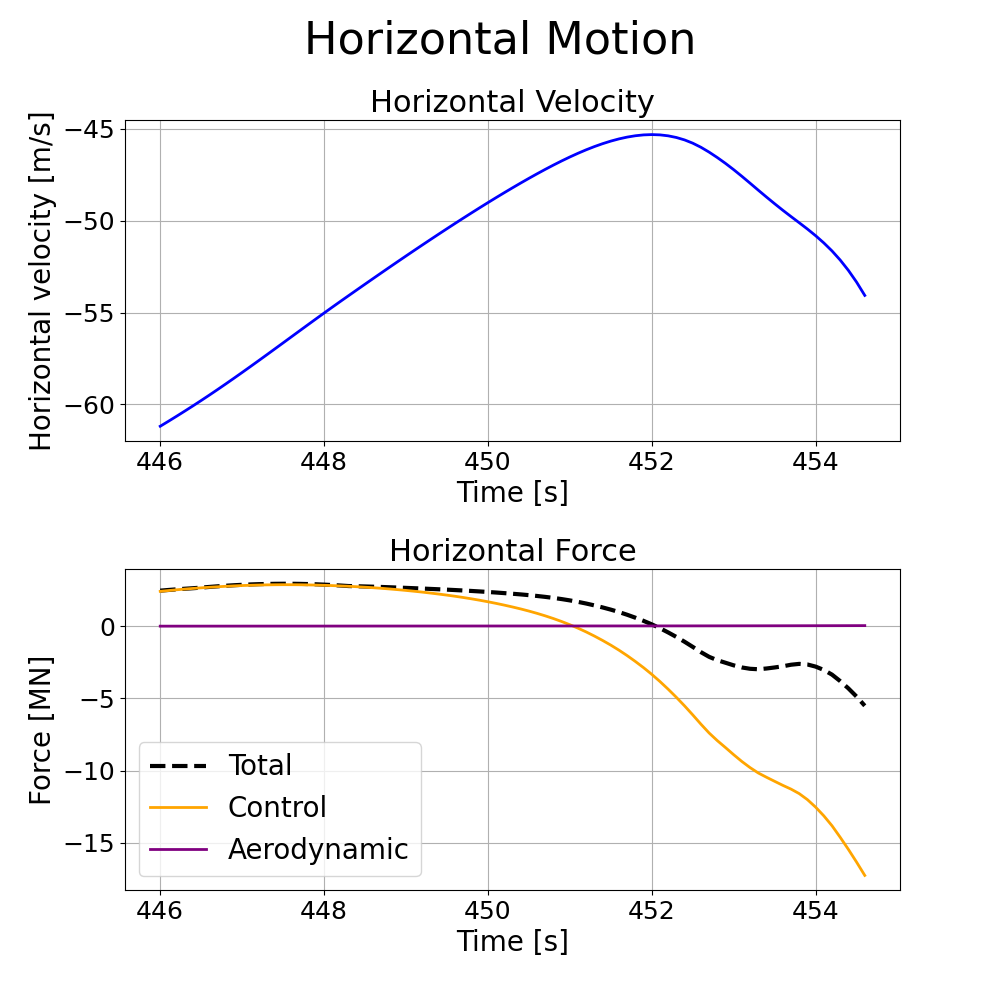 Horizontal Motion
Horizontal Velocity
Horizontal velocity [m/s]
−45
−50
−55
−60
446 448 450 452 454
Time [s]
Horizontal Force
Force [MN]
0
−5
−10
−15
Total
Control
Aerodynamic
446 448 450 452 454
Time [s]